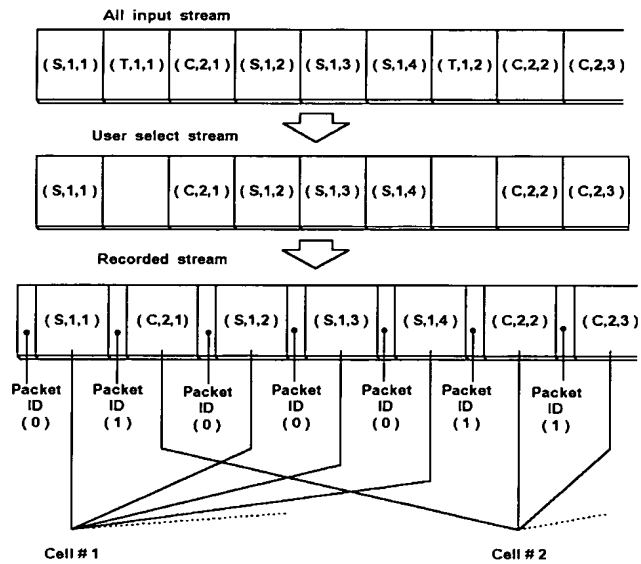 All input stream
( S,1,1 ) ( T,1,1 ) ( C,2,1 ) ( S,1,2 ) ( S,1,3 ) ( S,1,4 ) ( T,1,2 ) ( C,2,2 ) ( C,2,3 )
User select stream
( S,1,1 ) ( C,2,1 ) ( S,1,2 ) ( S,1,3 ) ( S,1,4 ) ( C,2,2 ) ( C,2,3 )
Recorded stream
( S,1,1 ) ( C,2,1 ) ( S,1,2 ) ( S,1,3 ) ( S,1,4 ) ( C,2,2 ) ( C,2,3 )
Packet Packet Packet Packet Packet Packet Packet
ID ID ID ID ID ID ID
( 0 ) ( 1 ) ( 0 ) ( 0 ) ( 0 ) ( 1 ) ( 1 )
Cell # 1 Cell # 2